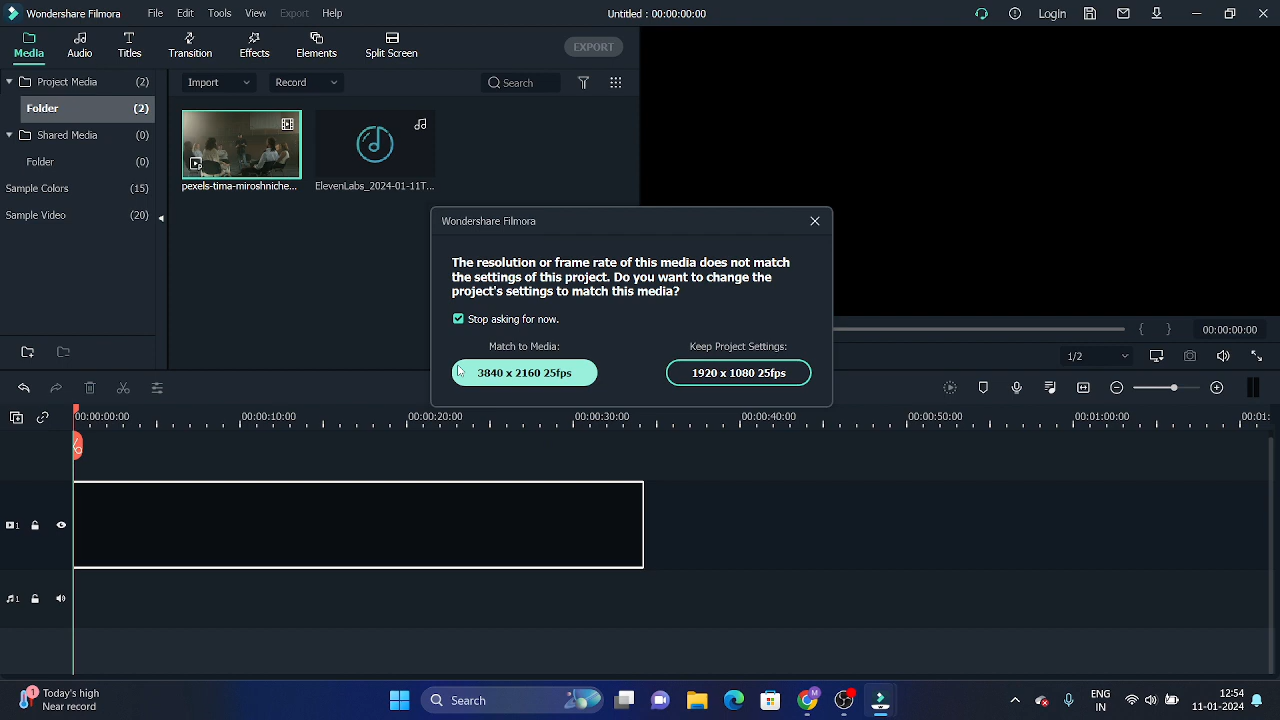 Wondershare Filmora File Edit Tools View Export Help Untitled : 00:00:00:00 Login
Media Audio Titles Transition Effects Elements Split Screen EXPORT
Project Media (2) Import Record Search
Folder (2)
Shared Media (0)
Folder (0)
Sample Colors (15)
Sample Video (20)
pexels-tima-miroshniche... ElevenLabs_2024-01-11T...
Wondershare Filmora
The resolution or frame rate of this media does not match
the settings of this project. Do you want to change the
project's settings to match this media?
Stop asking for now.
Match to Media: Keep Project Settings:
3840 x 2160 25fps 1920 x 1080 25fps
{ } 00:00:00:00
1/2
00:00:00:00 00:00:10:00 00:00:20:00 00:00:30:00 00:00:40:00 00:00:50:00 00:01:00:00 00:01:
1
1
1 Today's high
Near record
Search
M
ENG
IN
12:54
11-01-2024